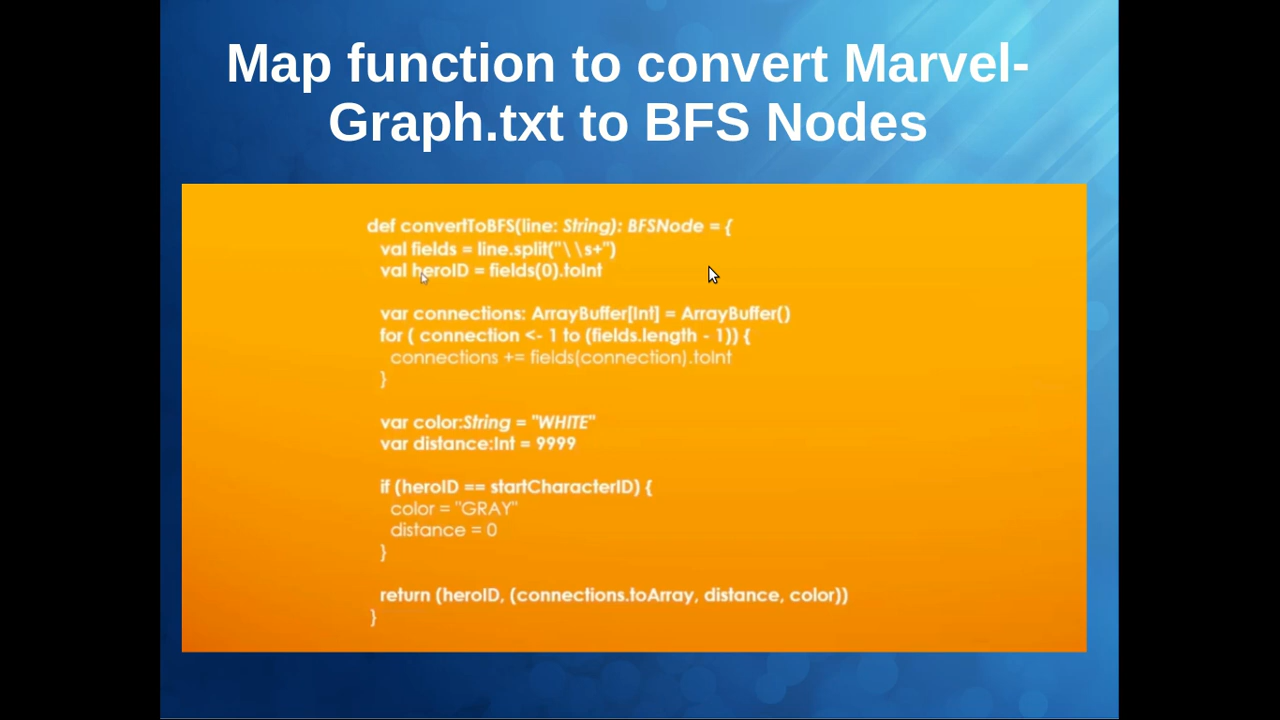 Map function to convert Marvel-
Graph.txt to BFS Nodes
def convertToBFS(line: String): BFSNode = {
val fields = line.split("\\s+")
val heroID = fields(0).toInt
var connections: ArrayBuffer[Int] = ArrayBuffer()
for ( connection <- 1 to (fields.length - 1)) {
connections += fields(connection).toInt
}
var color:String = "WHITE"
var distance:Int = 9999
if (heroID == startCharacterID) {
color = "GRAY"
distance = 0
}
return (heroID, (connections.toArray, distance, color))
}